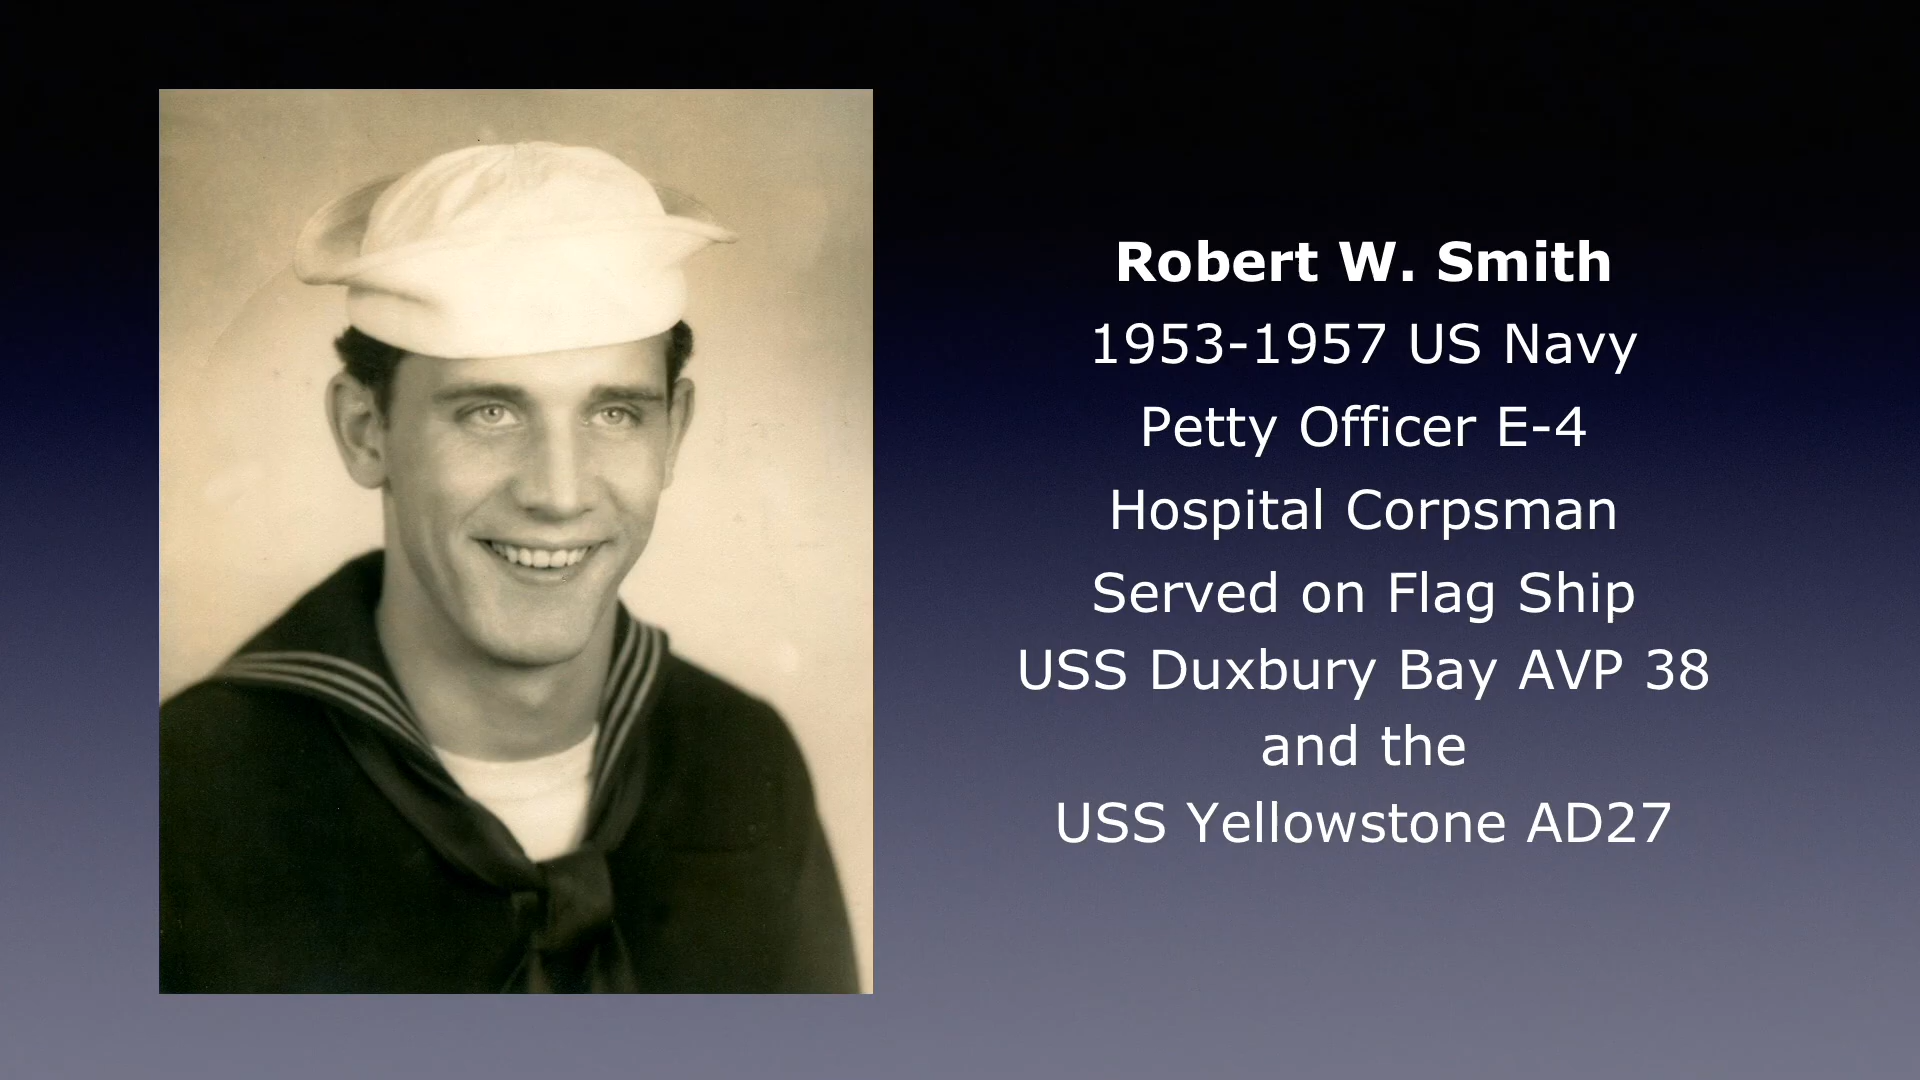 Robert W. Smith
1953-1957 US Navy
Petty Officer E-4
Hospital Corpsman
Served on Flag Ship
USS Duxbury Bay AVP 38
and the
USS Yellowstone AD27